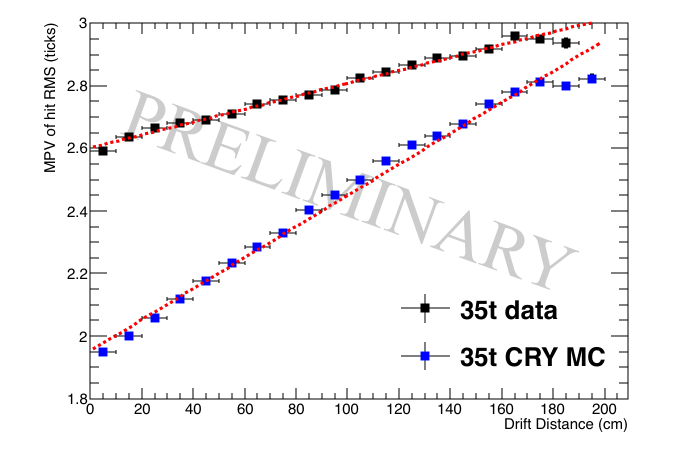 MPV of hit RMS (ticks)
3
2.8
2.6
2.4
2.2
2
1.8
PRELIMINARY
35t data
35t CRY MC
0 20 40 60 80 100 120 140 160 180 200
Drift Distance (cm)